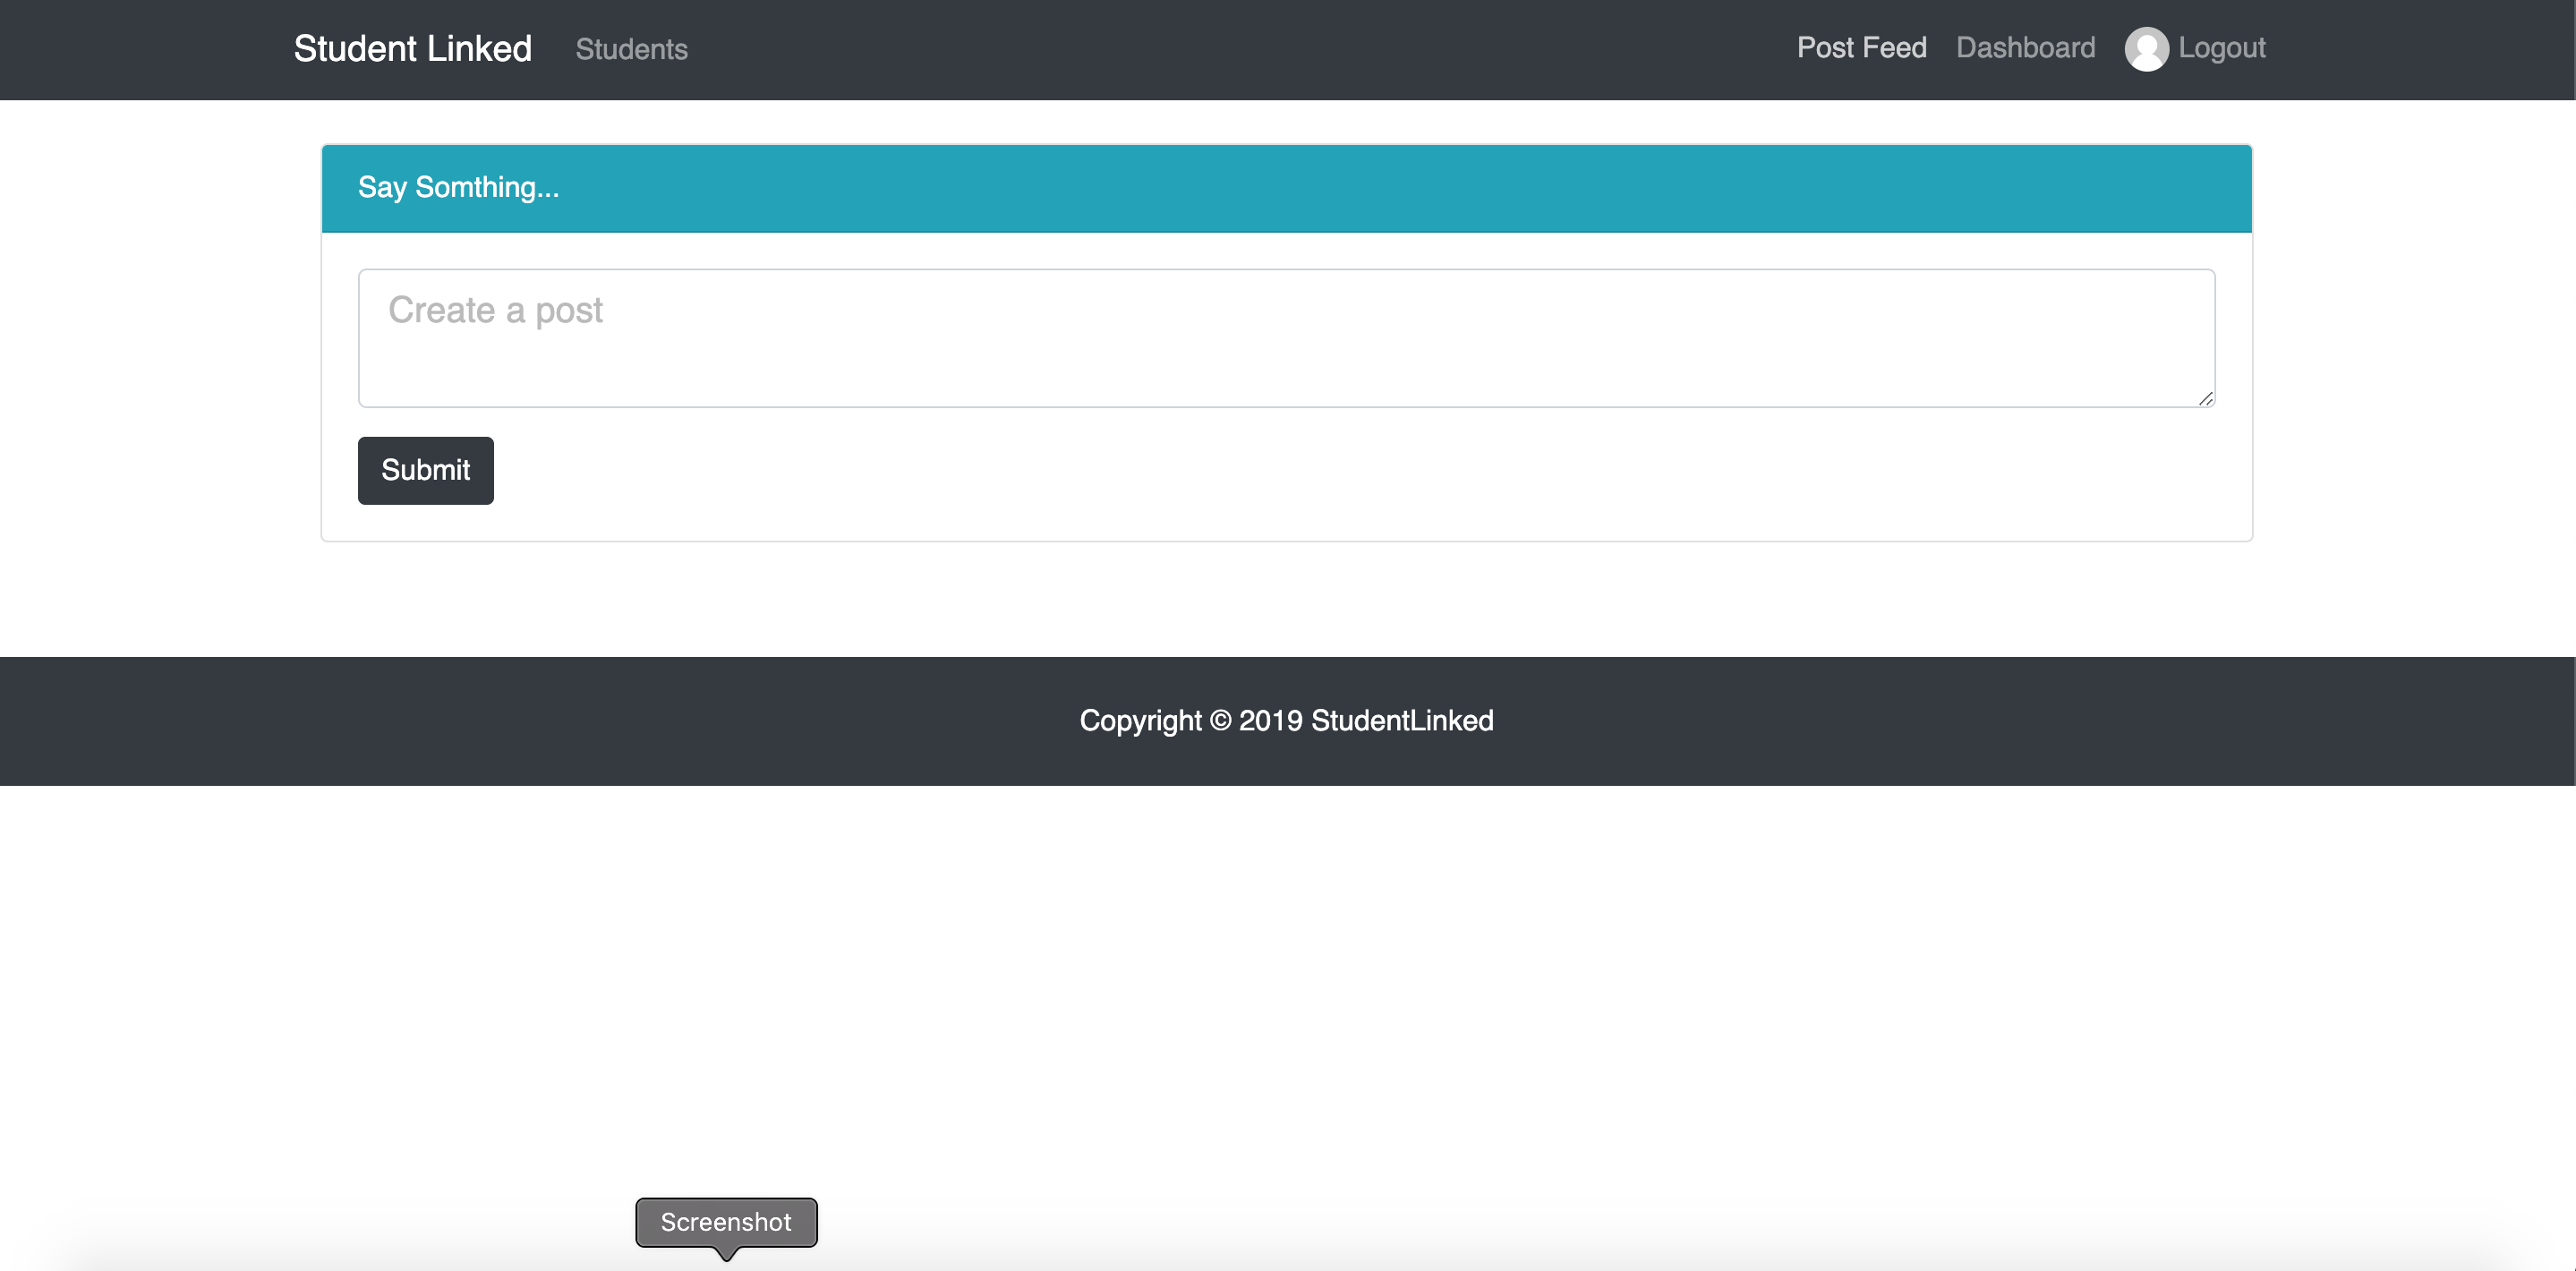 Student Linked Students Post Feed Dashboard Logout
Say Somthing...
Create a post
Submit
Copyright © 2019 StudentLinked
Screenshot